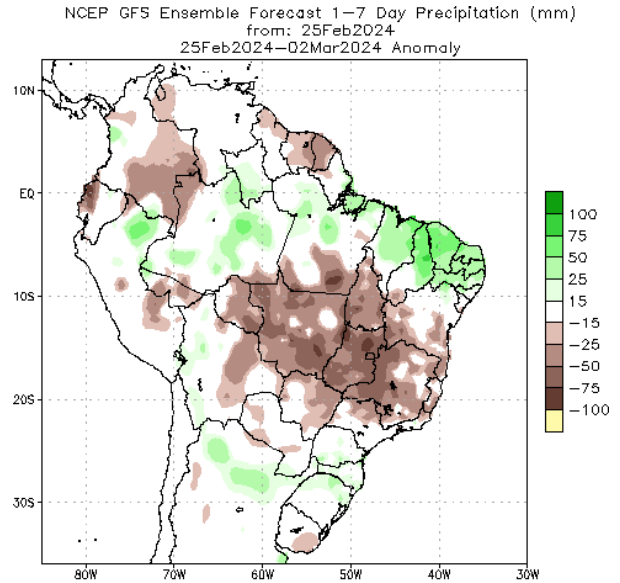 NCEP GFS Ensemble Forecast 1-7 Day Precipitation (mm)
from: 25Feb2024
25Feb2024-02Mar2024 Anomaly
10N
EQ
10S
20S
30S
80W 70W 60W 50W 40W 30W
100
75
50
25
15
-15
-25
-50
-75
-100